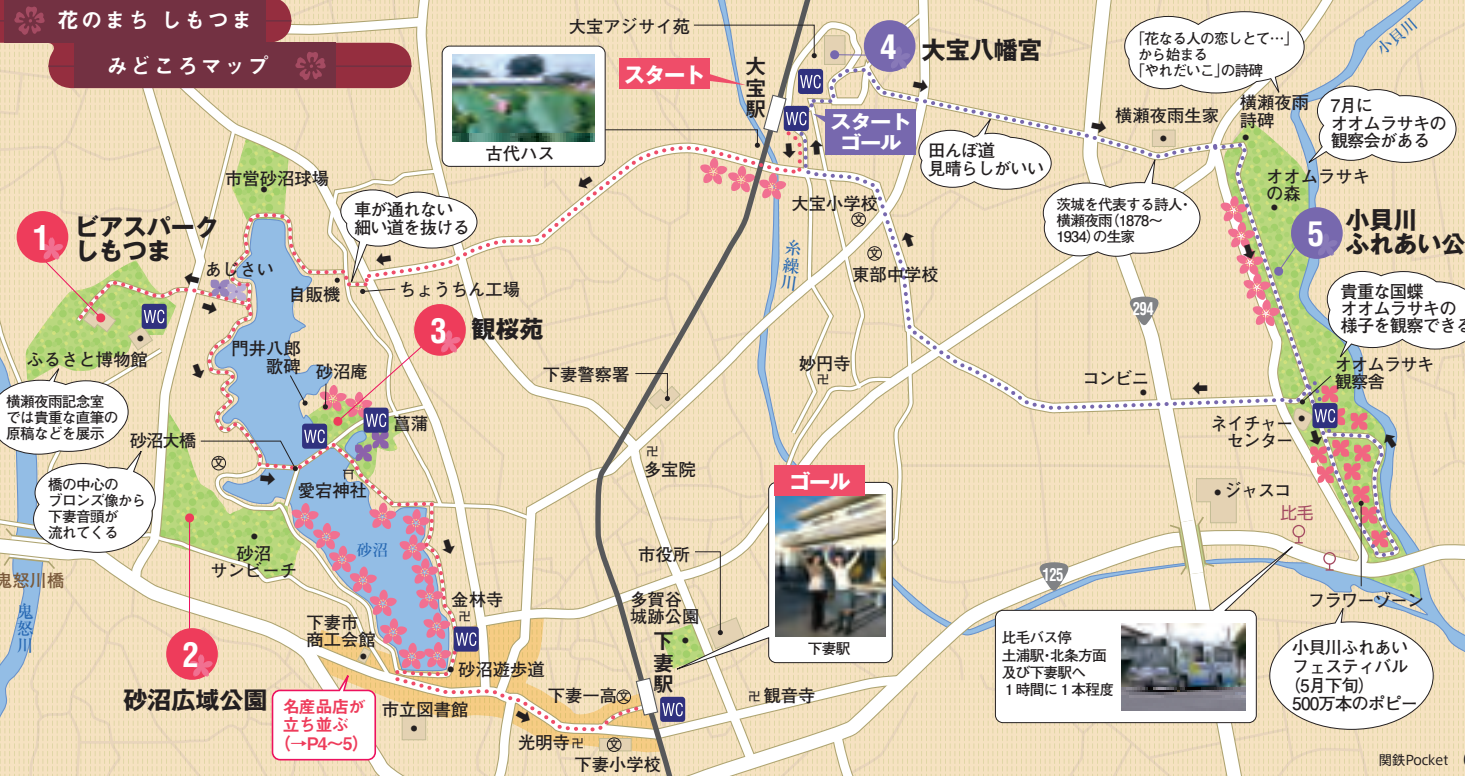 花のまち しもつま
みどころマップ
大宝アジサイ苑
4
大宝八幡宮
WC
スタート
大宝駅
WC
スタート
ゴール
古代ハス
「花なる人の恋しとて…」
から始まる
「やれだいこ」の詩碑
小貝川
横瀬夜雨生家
横瀬夜雨
詩碑
7月に
オオムラサキの
観察会がある
田んぼ道
見晴らしがいい
オオムラサキ
の森
茨城を代表する詩人・
横瀬夜雨(1878〜
1934)の生家
5
小貝川
ふれあい公
市営砂沼球場
車が通れない
細い道を抜ける
大宝小学校
文
文
東部中学校
糸繰川
1
ビアスパーク
しもつま
あじさい
自販機
ちょうちん工場
WC
ふるさと博物館
3
観桜苑
294
貴重な国蝶
オオムラサキの
様子を観察できる
門井八郎
歌碑
砂沼庵
下妻警察署
妙円寺
卍
コンビニ
オオムラサキ
観察舎
横瀬夜雨記念室
では貴重な直筆の
原稿などを展示
WC
WC
菖蒲
WC
ネイチャー
センター
砂沼大橋
文
卍
多宝院
橋の中心の
ブロンズ像から
下妻音頭が
流れてくる
愛宕神社
ゴール
ジャスコ
比毛
砂沼
砂沼
サンビーチ
市役所
125
鬼怒川橋
鬼怒川
下妻駅
フラワーゾーン
金林寺
卍
多賀谷
城跡公園
下妻市
商工会館
WC
下妻駅
比毛バス停
土浦駅・北条方面
及び下妻駅へ
1時間に1本程度
小貝川ふれあい
フェスティバル
(5月下旬)
500万本のポピー
2
砂沼広域公園
砂沼遊歩道
名産品店が
立ち並ぶ
(→P4〜5)
市立図書館
下妻一高文
WC
卍観音寺
光明寺卍
文
下妻小学校
関鉄Pocket